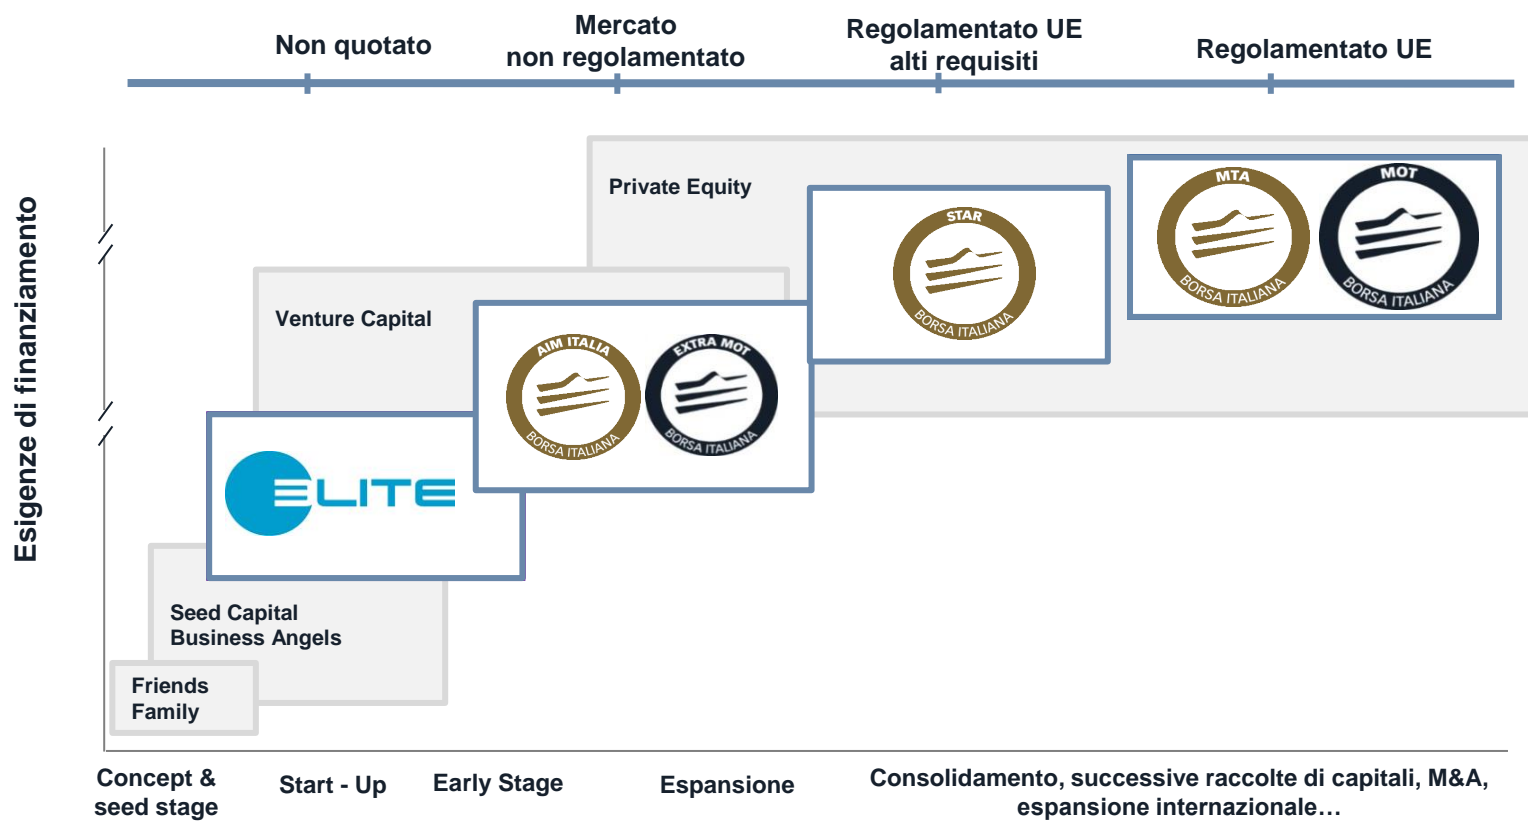 Non quotato
Mercato
non regolamentato
Regolamentato UE
alti requisiti
Regolamentato UE
Esigenze di finanziamento
Private Equity
MTA
BORSA ITALIANA
MOT
BORSA ITALIANA
STAR
BORSA ITALIANA
Venture Capital
AIM ITALIA
BORSA ITALIANA
EXTRA MOT
BORSA ITALIANA
ELITE
Seed Capital
Business Angels
Friends
Family
Concept &
seed stage
Start - Up
Early Stage
Espansione
Consolidamento, successive raccolte di capitali, M&A,
espansione internazionale…